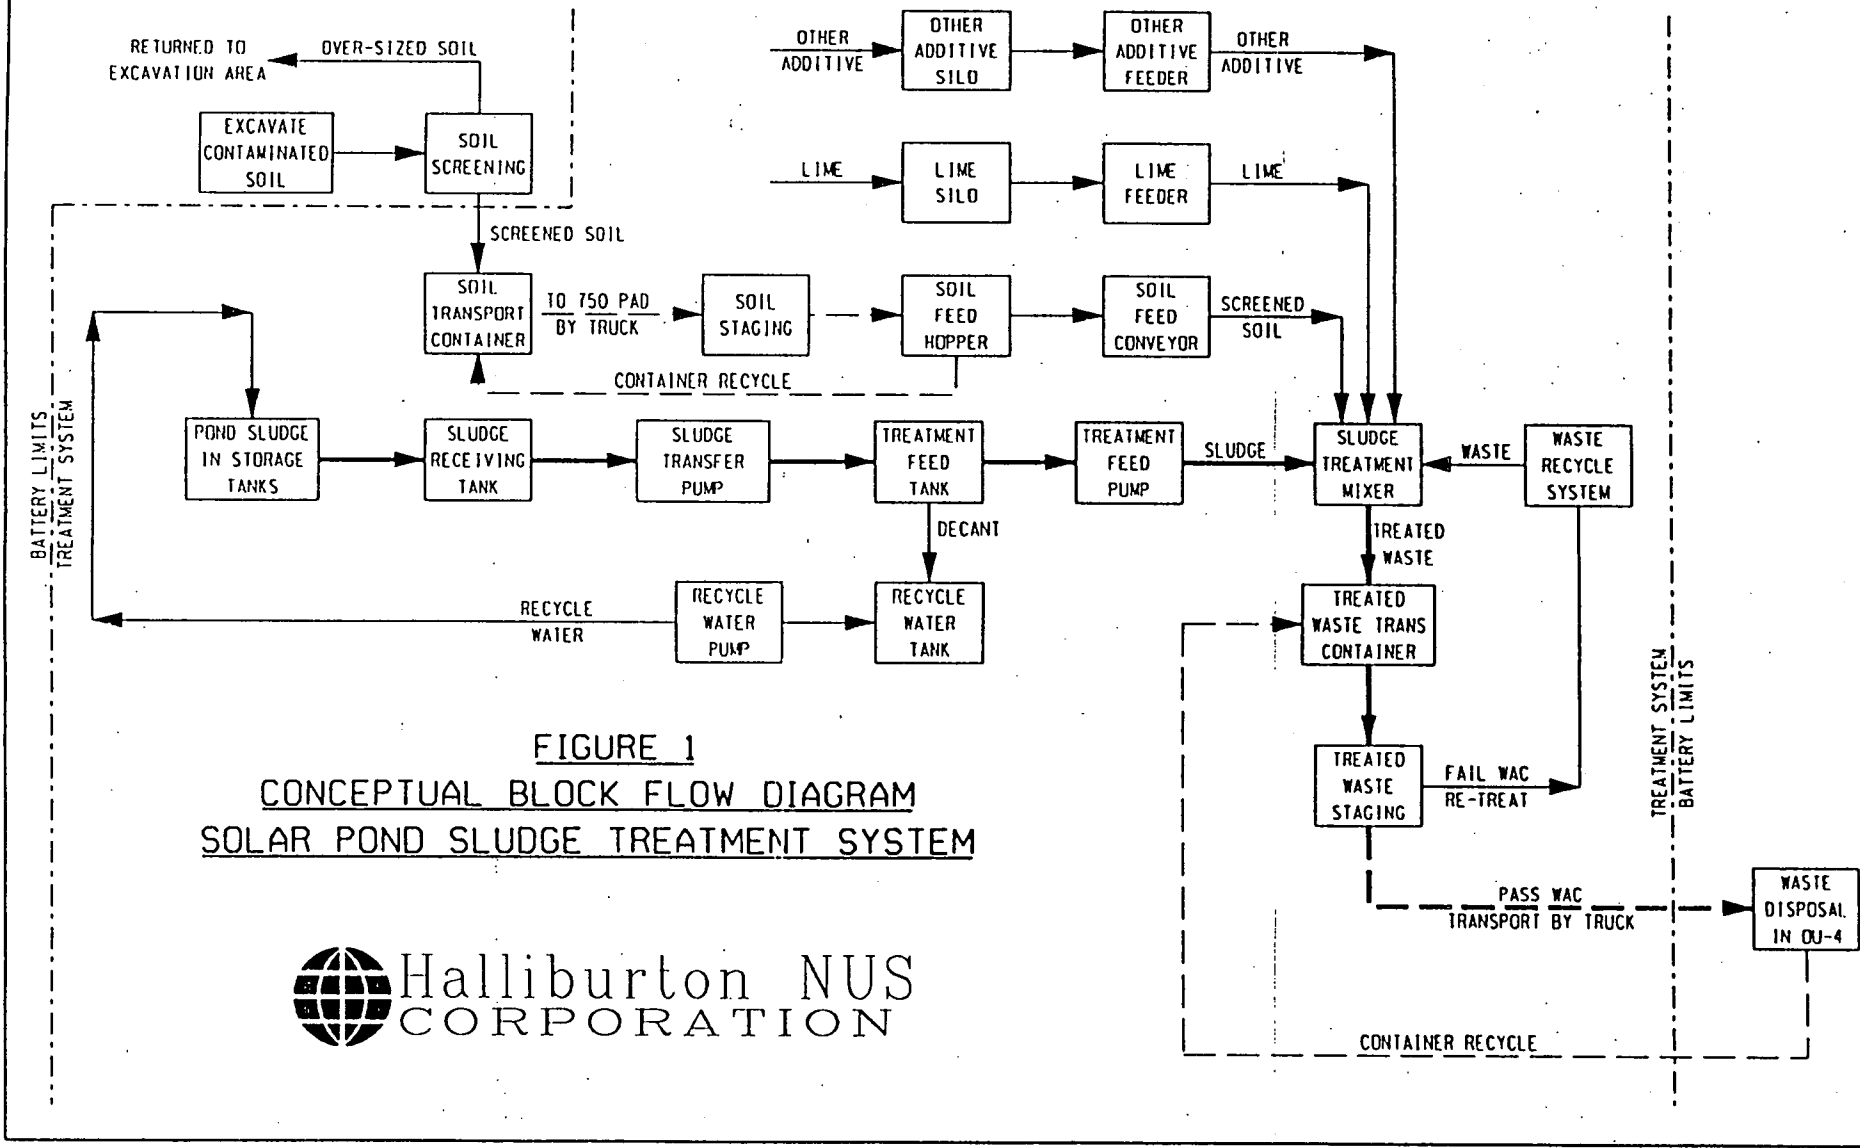 RETURNED TO
EXCAVATION AREA
OVER-SIZED SOIL
EXCAVATE
CONTAMINATED
SOIL
SOIL
SCREENING
SCREENED SOIL
OTHER
ADDITIVE
OTHER
ADDITIVE
SILO
OTHER
ADDITIVE
FEEDER
OTHER
ADDITIVE
LIME
LIME
SILO
LIME
FEEDER
LIME
SOIL
TRANSPORT
CONTAINER
TO 750 PAD
BY TRUCK
SOIL
STAGING
SOIL
FEED
HOPPER
SOIL
FEED
CONVEYOR
SCREENED
SOIL
CONTAINER RECYCLE
BATTERY LIMITS
TREATMENT SYSTEM
POND SLUDGE
IN STORAGE
TANKS
SLUDGE
RECEIVING
TANK
SLUDGE
TRANSFER
PUMP
TREATMENT
FEED
TANK
TREATMENT
FEED
PUMP
SLUDGE
SLUDGE
TREATMENT
MIXER
WASTE
WASTE
RECYCLE
SYSTEM
DECANT
TREATED
WASTE
RECYCLE
WATER
RECYCLE
WATER
PUMP
RECYCLE
WATER
TANK
TREATED
WASTE TRANS
CONTAINER
TREATED
WASTE
STAGING
FAIL WAC
RE-TREAT
TREATMENT SYSTEM
BATTERY LIMITS
PASS WAC
TRANSPORT BY TRUCK
WASTE
DISPOSAL
IN OU-4
CONTAINER RECYCLE
FIGURE 1
CONCEPTUAL BLOCK FLOW DIAGRAM
SOLAR POND SLUDGE TREATMENT SYSTEM
Halliburton NUS
CORPORATION